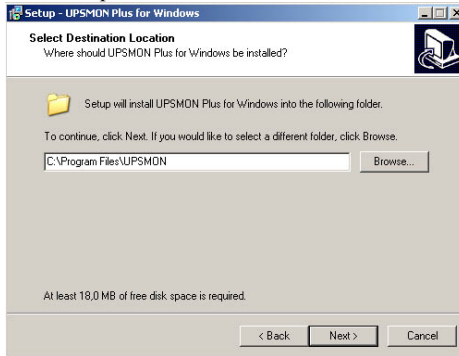 Setup - UPSMON Plus for Windows
Select Destination Location
Where should UPSMON Plus for Windows be installed?
Setup will install UPSMON Plus for Windows into the following folder.
To continue, click Next. If you would like to select a different folder, click Browse.
C:\Program Files\UPSMON
Browse...
At least 18,0 MB of free disk space is required.
< Back
Next >
Cancel